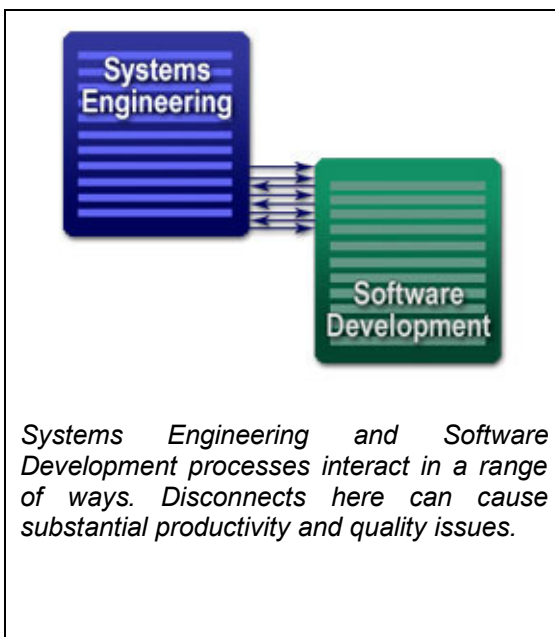 Systems
Engineering
Software
Development
Systems Engineering and Software
Development processes interact in a range
of ways. Disconnects here can cause
substantial productivity and quality issues.